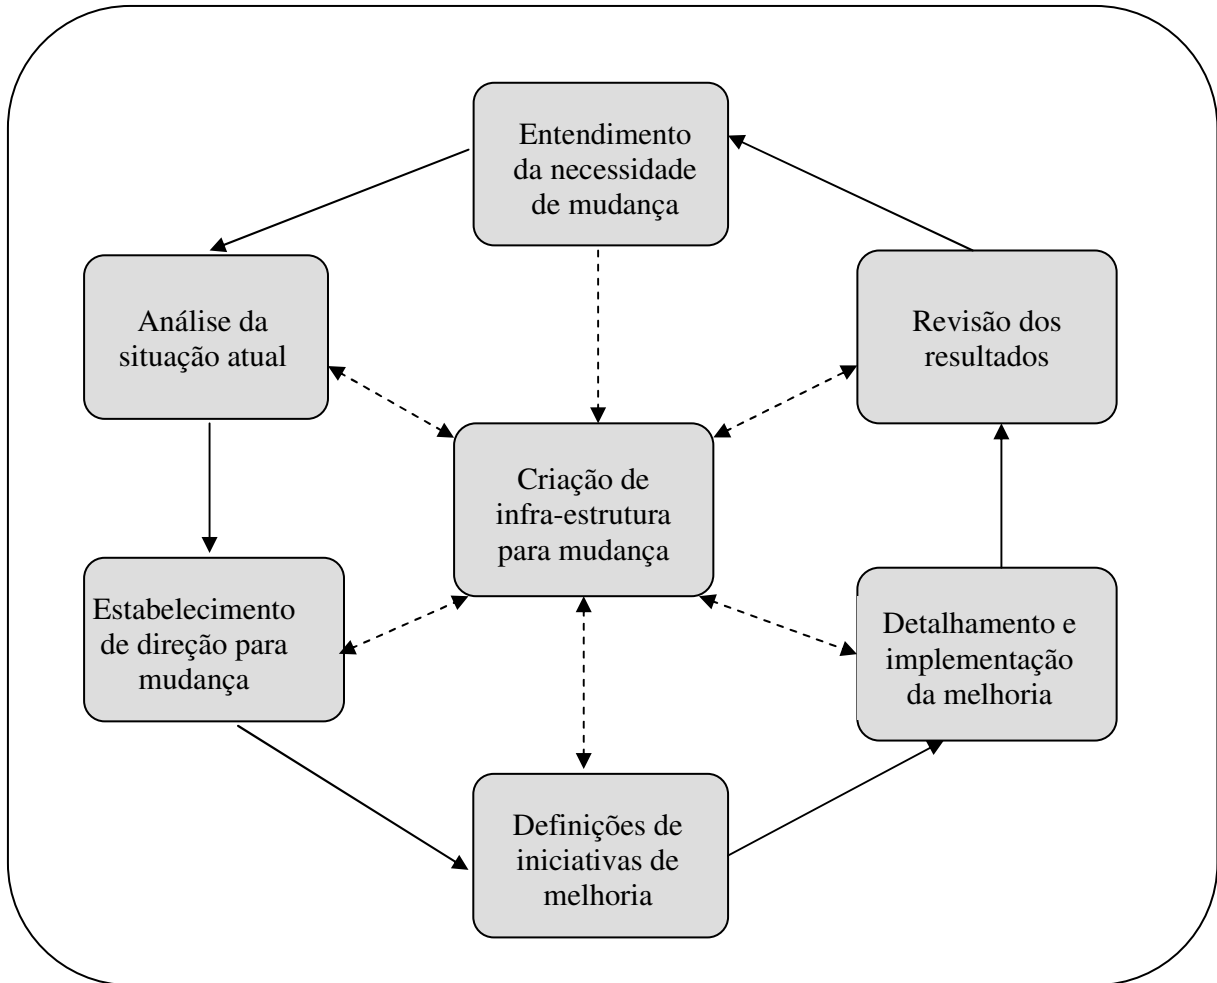 Entendimento
da necessidade
de mudança
Análise da
situação atual
Revisão dos
resultados
Criação de
infra-estrutura
para mudança
Estabelecimento
de direção para
mudança
Detalhamento e
implementação
da melhoria
Definições de
iniciativas de
melhoria